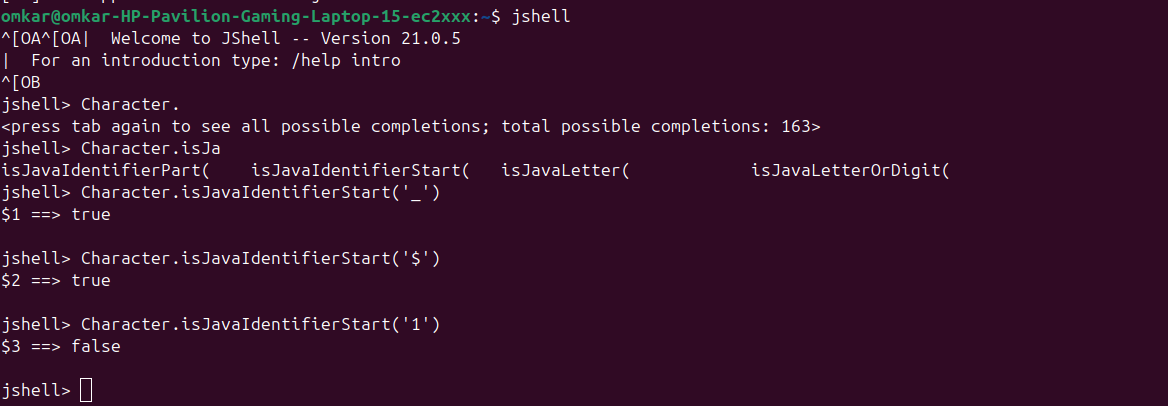 omkar@omkar-HP-Pavilion-Gaming-Laptop-15-ec2xxx:~$ jshell
^[OA^[OA|  Welcome to JShell -- Version 21.0.5
|  For an introduction type: /help intro
^[OB
jshell> Character.
<press tab again to see all possible completions; total possible completions: 163>
jshell> Character.isJa
isJavaIdentifierPart(    isJavaIdentifierStart(   isJavaLetter(            isJavaLetterOrDigit(
jshell> Character.isJavaIdentifierStart('_')
$1 ==> true
jshell> Character.isJavaIdentifierStart('$')
$2 ==> true
jshell> Character.isJavaIdentifierStart('1')
$3 ==> false
jshell>